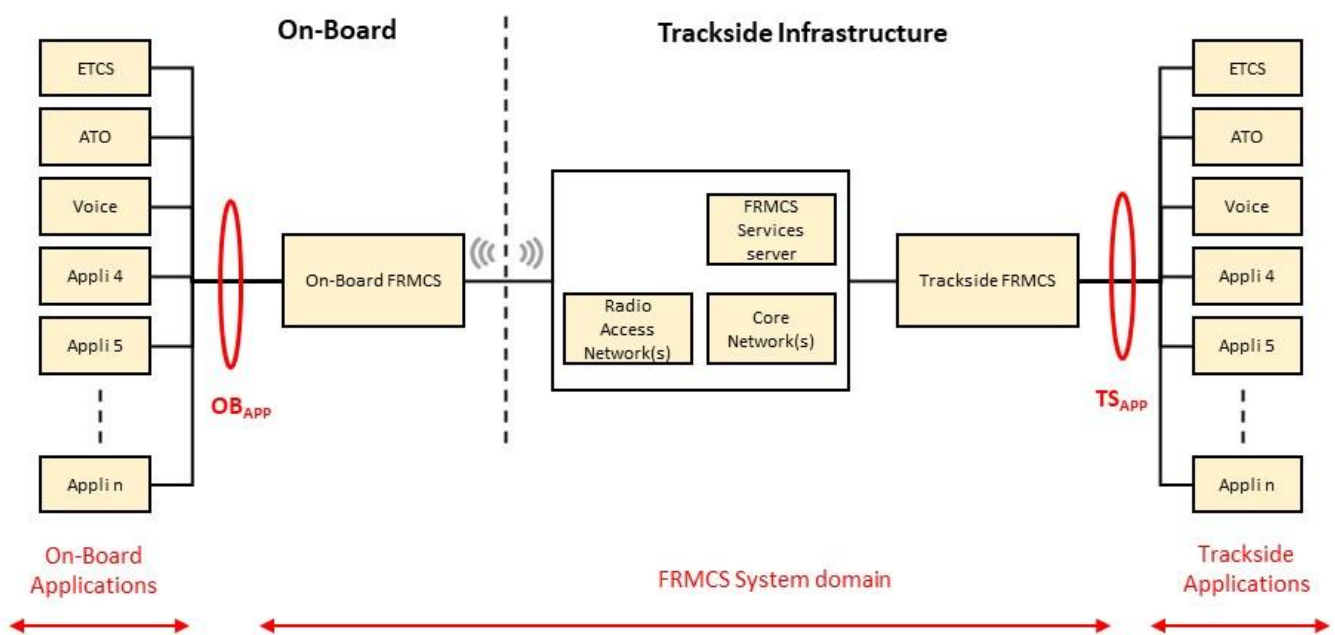 On-Board
Trackside Infrastructure
ETCS
ATO
Voice
Appli 4
Appli 5
Appli n
OBAPP
On-Board FRMCS
FRMCS
Services
server
Radio
Access
Network(s)
Core
Network(s)
Trackside FRMCS
TSAPP
ETCS
ATO
Voice
Appli 4
Appli 5
Appli n
On-Board
Applications
FRMCS System domain
Trackside
Applications